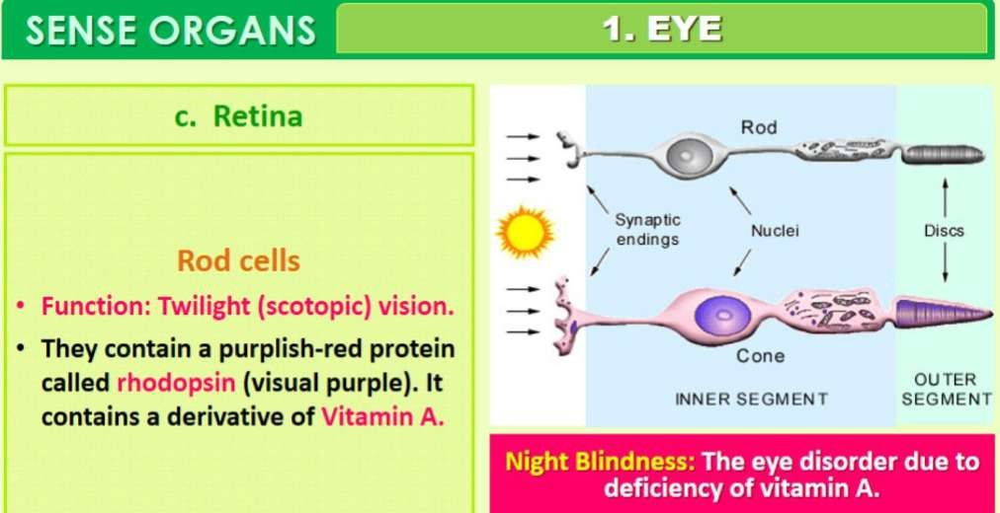 SENSE ORGANS
1. EYE
c. Retina
Rod cells
• Function: Twilight (scotopic) vision.
• They contain a purplish-red protein
called rhodopsin (visual purple). It
contains a derivative of Vitamin A.
Rod
Synaptic
endings
Nuclei
Discs
Cone
INNER SEGMENT
OUTER
SEGMENT
Night Blindness: The eye disorder due to
deficiency of vitamin A.